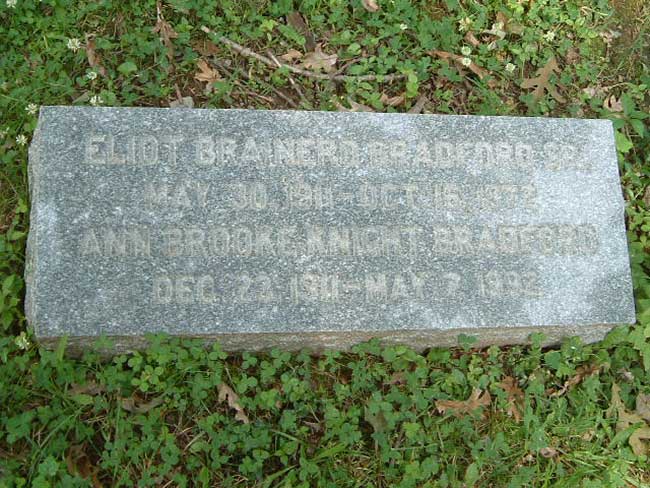 ELIOT BRAINERD BRADFORD SR.
MAY 30, 1911-OCT. 15, 1972
ANN BROOKE KNIGHT BRADFORD
DEC. 23, 1911-MAY 7, 1992